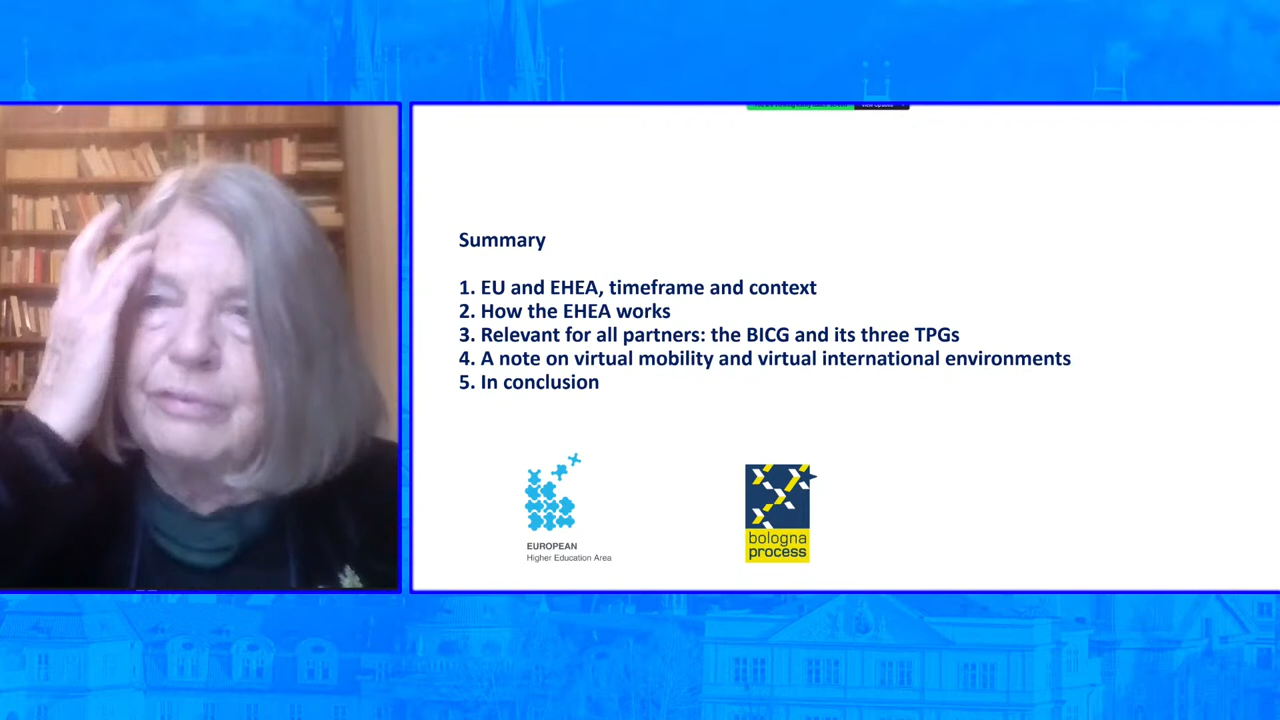 Summary
1. EU and EHEA, timeframe and context
2. How the EHEA works
3. Relevant for all partners: the BICG and its three TPGs
4. A note on virtual mobility and virtual international environments
5. In conclusion
EUROPEAN
Higher Education Area
bologna
process